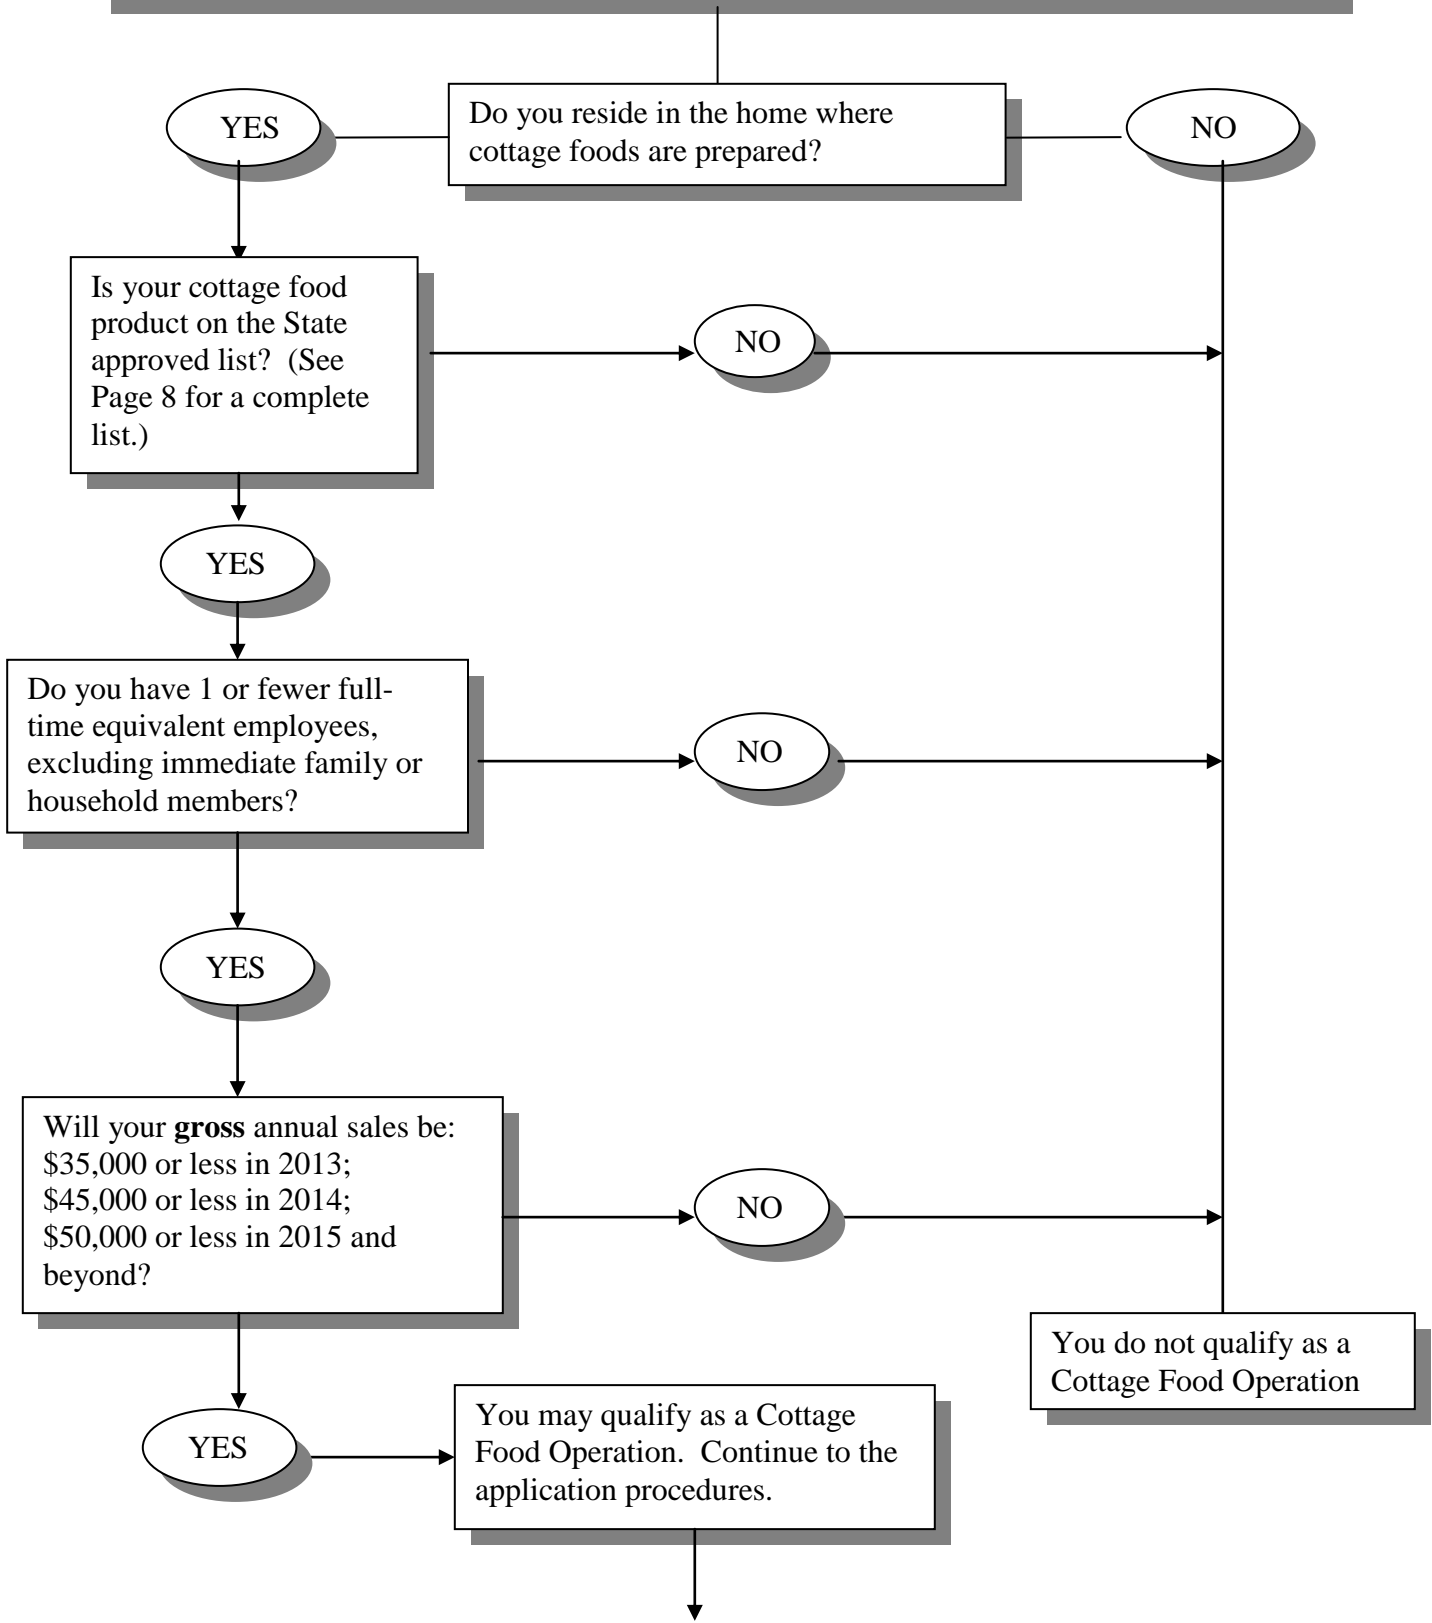 Do you reside in the home where
cottage foods are prepared?
YES
NO
Is your cottage food
product on the State
approved list?  (See
Page 8 for a complete
list.)
NO
YES
Do you have 1 or fewer full-
time equivalent employees,
excluding immediate family or
household members?
NO
YES
Will your gross annual sales be:
$35,000 or less in 2013;
$45,000 or less in 2014;
$50,000 or less in 2015 and
beyond?
NO
You do not qualify as a
Cottage Food Operation
YES
You may qualify as a Cottage
Food Operation.  Continue to the
application procedures.